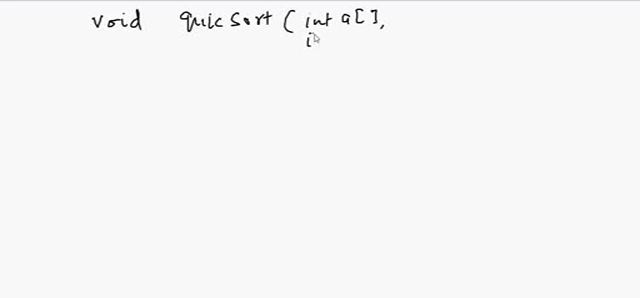 void quicSort ( int a[ ],
i